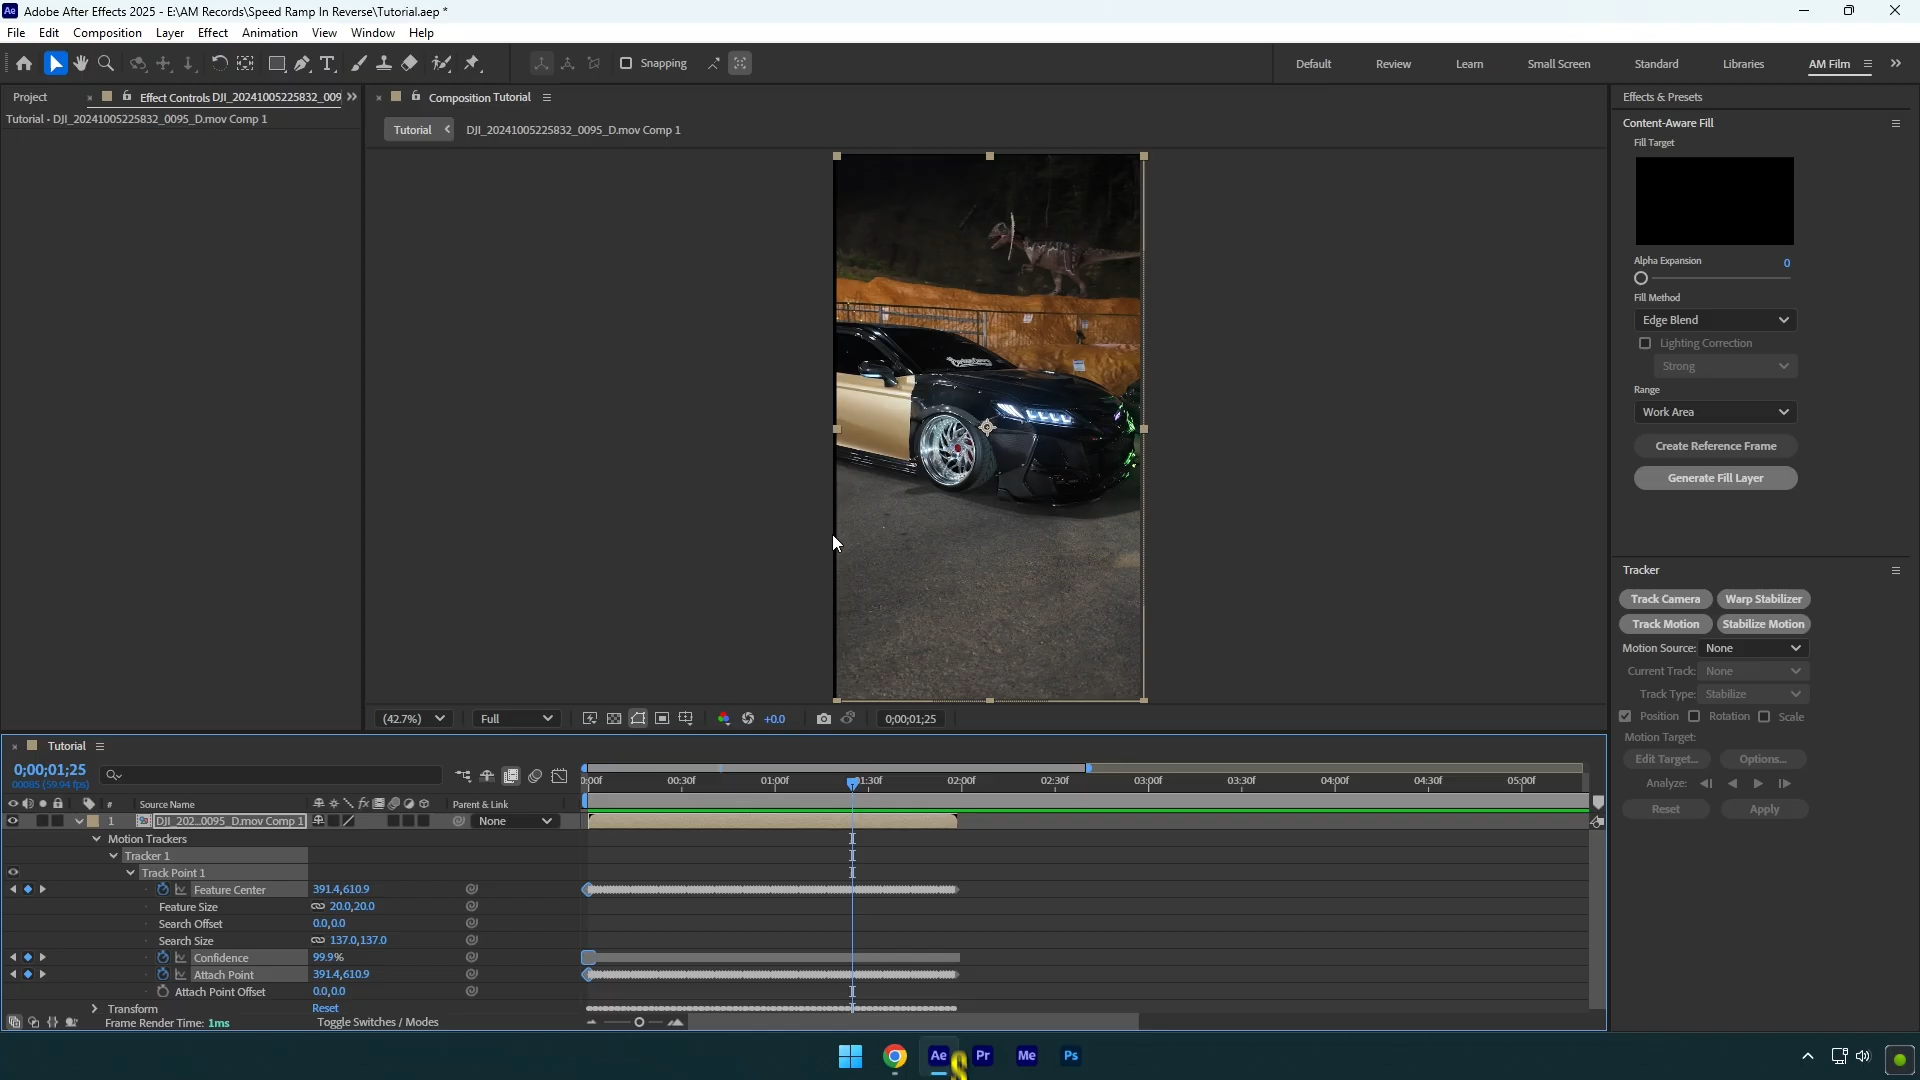 Adobe After Effects 2025 - E:\AM Records\Speed Ramp In Reverse\Tutorial.aep *
File Edit Composition Layer Effect Animation View Window Help
Snapping
Default Review Learn Small Screen Standard Libraries AM Film
Project
Effect Controls DJI_20241005225832_009
Tutorial • DJI_20241005225832_0095_D.mov Comp 1
Composition Tutorial
Tutorial
DJI_20241005225832_0095_D.mov Comp 1
(42.7%)
Full
+0.0
0;00;01;25
Effects & Presets
Content-Aware Fill
Fill Target
Alpha Expansion 0
Fill Method
Edge Blend
Lighting Correction
Strong
Range
Work Area
Create Reference Frame
Generate Fill Layer
Tracker
Track Camera Warp Stabilizer
Track Motion Stabilize Motion
Motion Source: None
Current Track: None
Track Type: Stabilize
Position Rotation Scale
Motion Target:
Edit Target... Options...
Analyze:
Reset Apply
Tutorial
0;00;01;25
00085 (59.94 fps)
# Source Name
Parent & Link
1 DJI_202...0095_D.mov Comp 1
None
Motion Trackers
Tracker 1
Track Point 1
Feature Center 391.4,610.9
Feature Size 20.0,20.0
Search Offset 0.0,0.0
Search Size 137.0,137.0
Confidence 99.9%
Attach Point 391.4,610.9
Attach Point Offset 0.0,0.0
Transform Reset
Frame Render Time: 1ms
Toggle Switches / Modes
0:00f 00:30f 01:00f 01:30f 02:00f 02:30f 03:00f 03:30f 04:00f 04:30f 05:00f
Ae Pr Me Ps